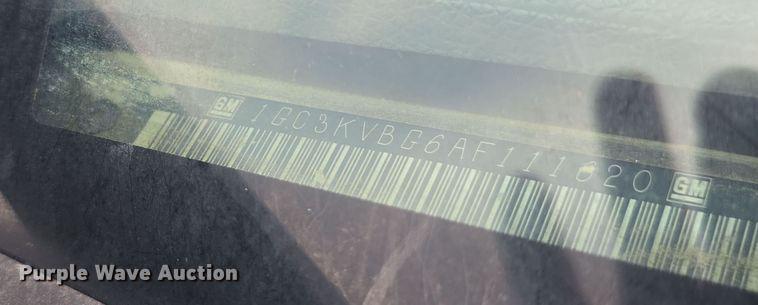 GM 1GC3KVBG6AF111620 GM
Purple Wave Auction